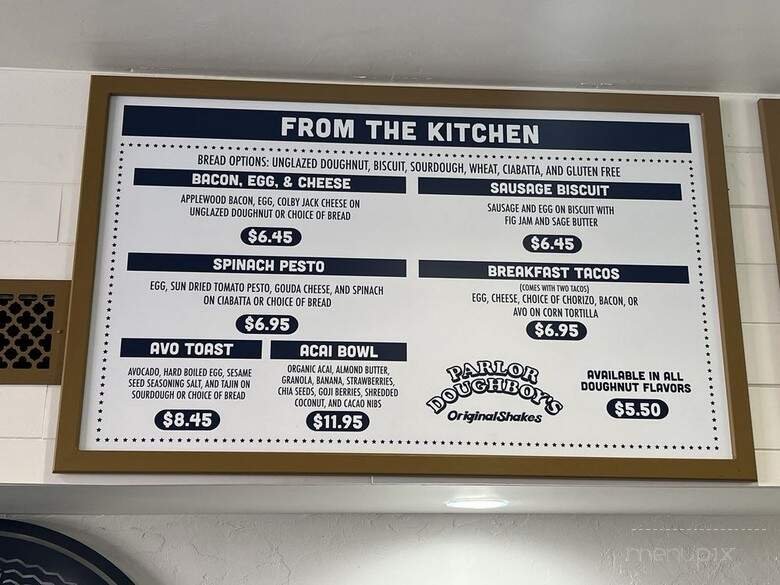 FROM THE KITCHEN
BREAD OPTIONS: UNGLAZED DOUGHNUT, BISCUIT, SOURDOUGH, WHEAT, CIABATTA, AND GLUTEN FREE
BACON, EGG, & CHEESE
APPLEWOOD BACON, EGG, COLBY JACK CHEESE ON
UNGLAZED DOUGHNUT OR CHOICE OF BREAD
$6.45
SAUSAGE BISCUIT
SAUSAGE AND EGG ON BISCUIT WITH
FIG JAM AND SAGE BUTTER
$6.45
SPINACH PESTO
EGG, SUN DRIED TOMATO PESTO, GOUDA CHEESE, AND SPINACH
ON CIABATTA OR CHOICE OF BREAD
$6.95
BREAKFAST TACOS
(COMES WITH TWO TACOS)
EGG, CHEESE, CHOICE OF CHORIZO, BACON, OR
AVO ON CORN TORTILLA
$6.95
AVO TOAST
AVOCADO, HARD BOILED EGG, SESAME
SEED SEASONING SALT, AND TAJIN ON
SOURDOUGH OR CHOICE OF BREAD
$8.45
ACAI BOWL
ORGANIC ACAI, ALMOND BUTTER,
GRANOLA, BANANA, STRAWBERRIES,
CHIA SEEDS, GOJI BERRIES, SHREDDED
COCONUT, AND CACAO NIBS
$11.95
PARLOR
DOUGHBOY'S
Original Shakes
AVAILABLE IN ALL
DOUGHNUT FLAVORS
$5.50
menupix